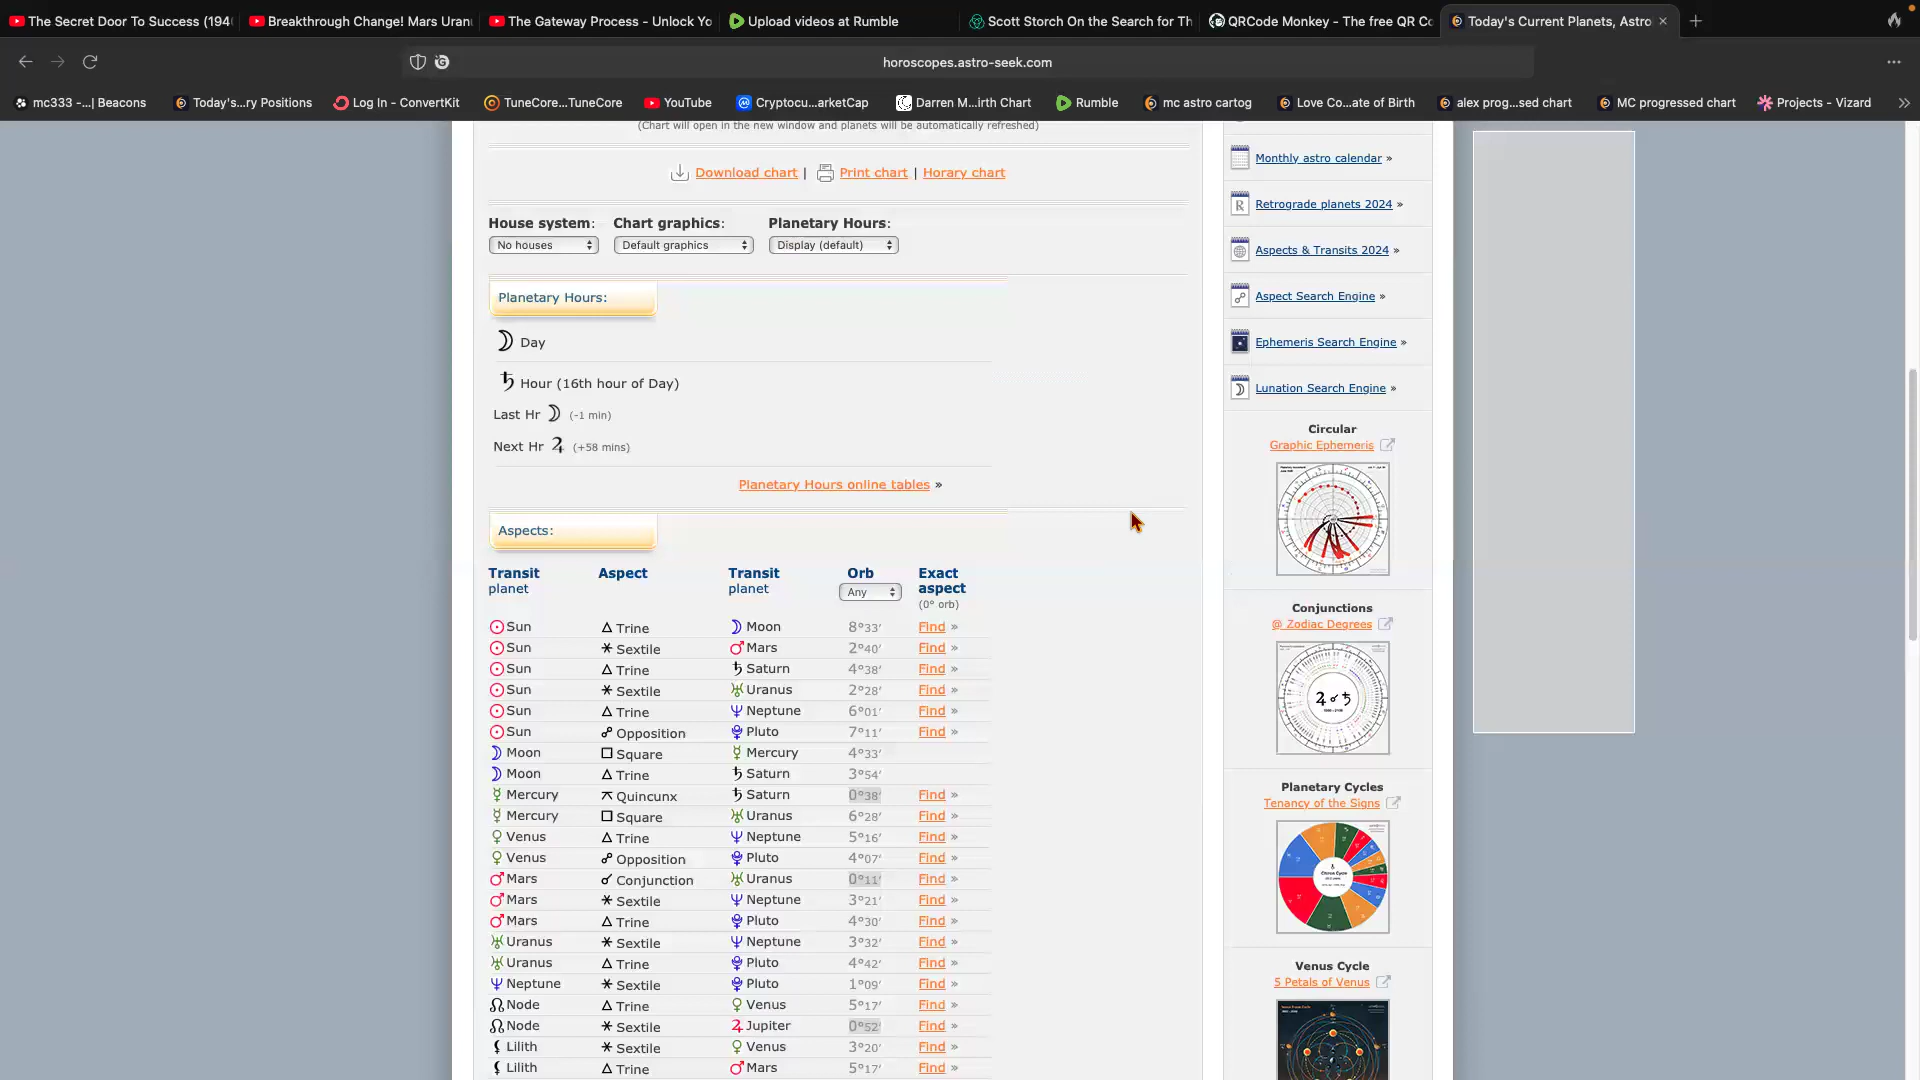 The Secret Door To Success (194
Breakthrough Change! Mars Uran
The Gateway Process - Unlock Yo
Upload videos at Rumble
Scott Storch On the Search for Th
QRCode Monkey - The free QR Co
Today's Current Planets, Astro
horoscopes.astro-seek.com
mc333 -...| Beacons
Today's...ry Positions
Log In - ConvertKit
TuneCore...TuneCore
YouTube
Cryptocu...arketCap
Darren M...irth Chart
Rumble
mc astro cartog
Love Co...ate of Birth
alex prog...sed chart
MC progressed chart
Projects - Vizard
(Chart will open in the new window and planets will be automatically refreshed)
Download chart | Print chart | Horary chart
House system: Chart graphics: Planetary Hours:
No houses Default graphics Display (default)
Planetary Hours:
Day
Hour (16th hour of Day)
Last Hr (-1 min)
Next Hr (+58 mins)
Planetary Hours online tables »
Aspects:
Transit planet Aspect Transit planet Orb Any Exact aspect (0° orb)
Sun Trine Moon 8°33' Find »
Sun Sextile Mars 2°40' Find »
Sun Trine Saturn 4°38' Find »
Sun Sextile Uranus 2°28' Find »
Sun Trine Neptune 6°01' Find »
Sun Opposition Pluto 7°11' Find »
Moon Square Mercury 4°33'
Moon Trine Saturn 3°54'
Mercury Quincunx Saturn 0°38' Find »
Mercury Square Uranus 6°28' Find »
Venus Trine Neptune 5°16' Find »
Venus Opposition Pluto 4°07' Find »
Mars Conjunction Uranus 0°11' Find »
Mars Sextile Neptune 3°21' Find »
Mars Trine Pluto 4°30' Find »
Uranus Sextile Neptune 3°32' Find »
Uranus Trine Pluto 4°42' Find »
Neptune Sextile Pluto 1°09' Find »
Node Trine Venus 5°17' Find »
Node Sextile Jupiter 0°52' Find »
Lilith Sextile Venus 3°20' Find »
Lilith Trine Mars 5°17' Find »
Monthly astro calendar »
Retrograde planets 2024 »
Aspects & Transits 2024 »
Aspect Search Engine »
Ephemeris Search Engine »
Lunation Search Engine »
Circular
Graphic Ephemeris
Conjunctions
@ Zodiac Degrees
Planetary Cycles
Tenancy of the Signs
Venus Cycle
5 Petals of Venus